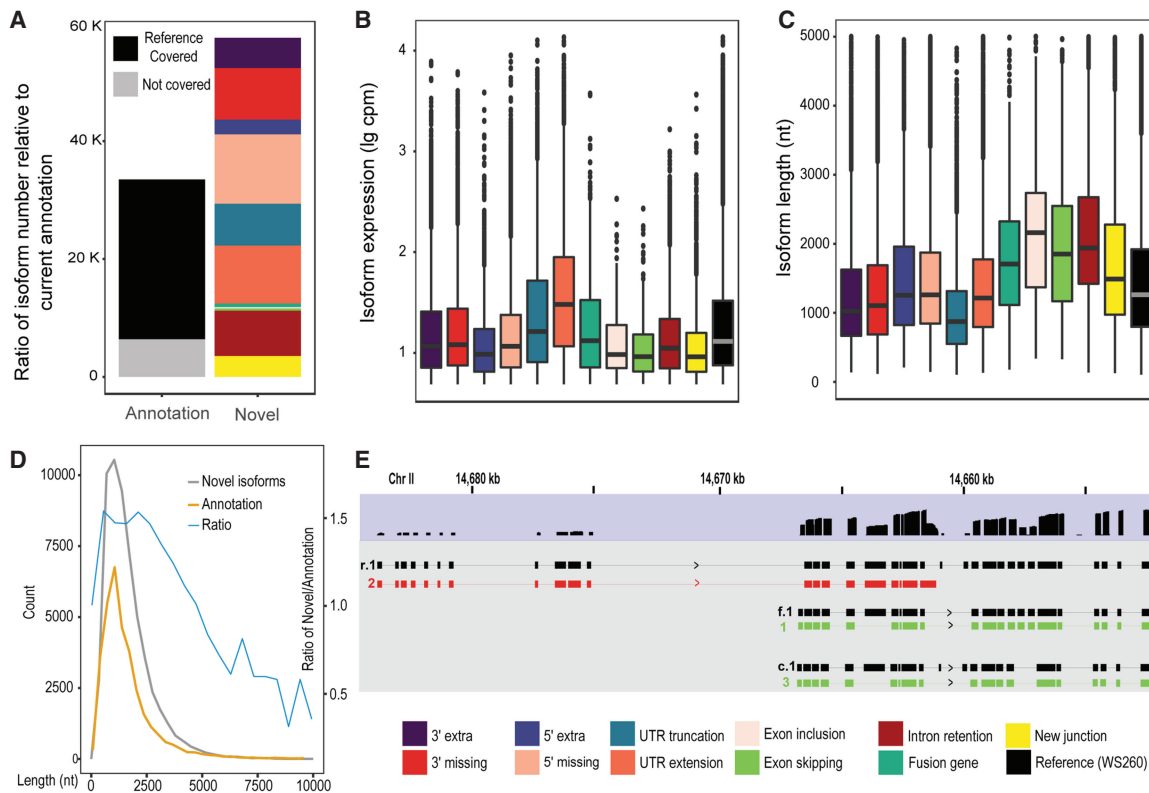 A
Ratio of isoform number relative to
current annotation
60 K
40 K
20 K
0
Reference
Covered
Not covered
Annotation
Novel
B
Isoform expression (lg cpm)
4
3
2
1
C
Isoform length (nt)
5000
4000
3000
2000
1000
0
D
Count
10000
7500
5000
2500
0
Novel isoforms
Annotation
Ratio
1.5
1.0
0.5
Ratio of Novel/Annotation
Length (nt)
0
2500
5000
7500
10000
E
Chr II
14,680 kb
14,670 kb
14,660 kb
r.1
>
2
>
f.1
>
1
>
c.1
>
3
>
3' extra
5' extra
UTR truncation
Exon inclusion
Intron retention
New junction
3' missing
5' missing
UTR extension
Exon skipping
Fusion gene
Reference (WS260)